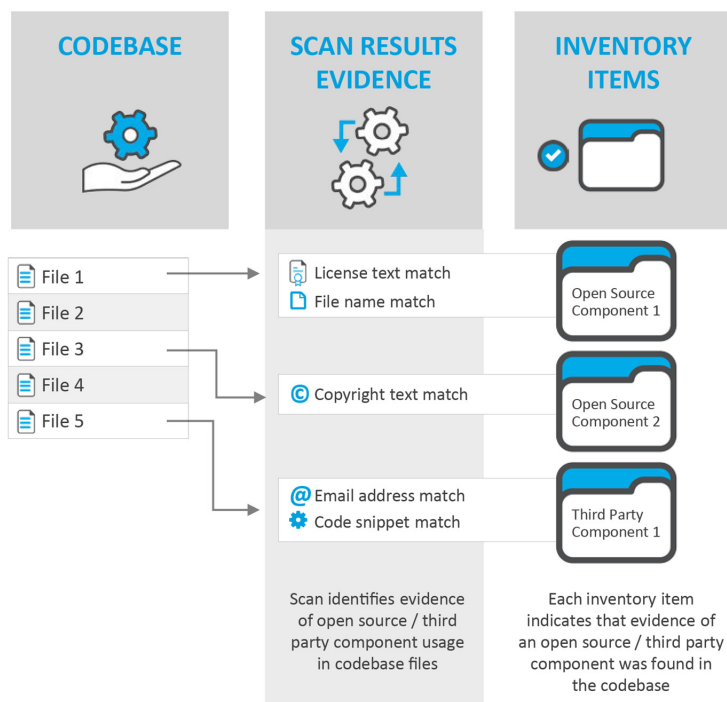 CODEBASE
SCAN RESULTS
EVIDENCE
INVENTORY
ITEMS
File 1
File 2
File 3
File 4
File 5
License text match
File name match
© Copyright text match
@ Email address match
Code snippet match
Open Source
Component 1
Open Source
Component 2
Third Party
Component 1
Scan identifies evidence
of open source / third
party component usage
in codebase files
Each inventory item
indicates that evidence of
an open source / third party
component was found in
the codebase